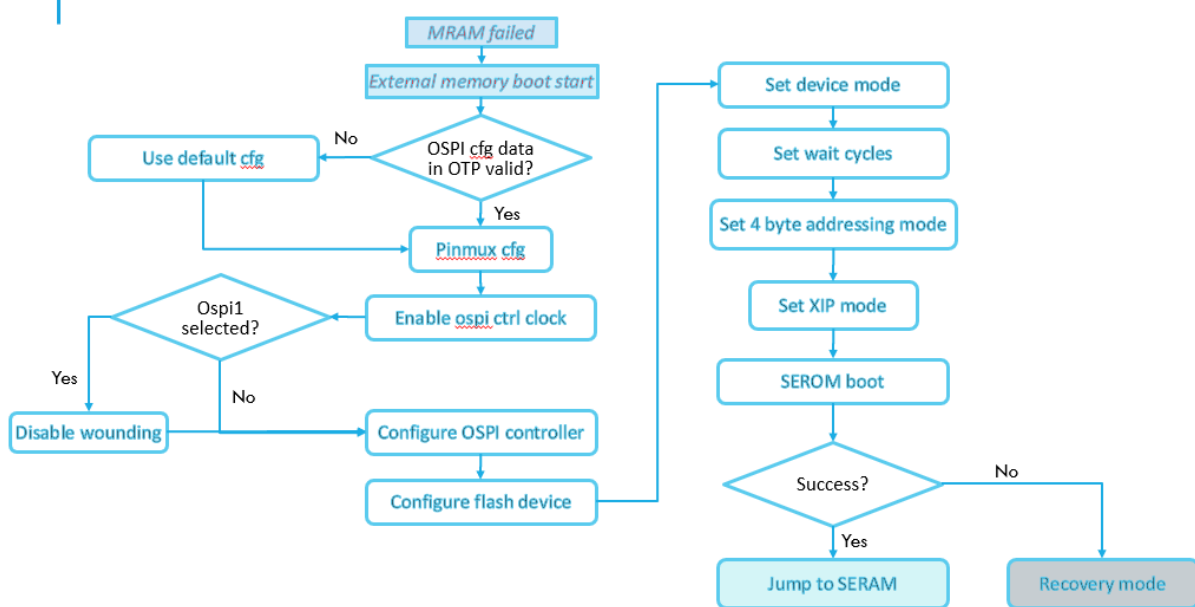 MRAM failed
External memory boot start
OSPI cfg data
in OTP valid?
No
Use default cfg
Yes
Pinmux cfg
Enable ospi ctrl clock
Ospi1
selected?
Yes
No
Disable wounding
Configure OSPI controller
Configure flash device
Set device mode
Set wait cycles
Set 4 byte addressing mode
Set XIP mode
SEROM boot
Success?
No
Yes
Jump to SERAM
Recovery mode